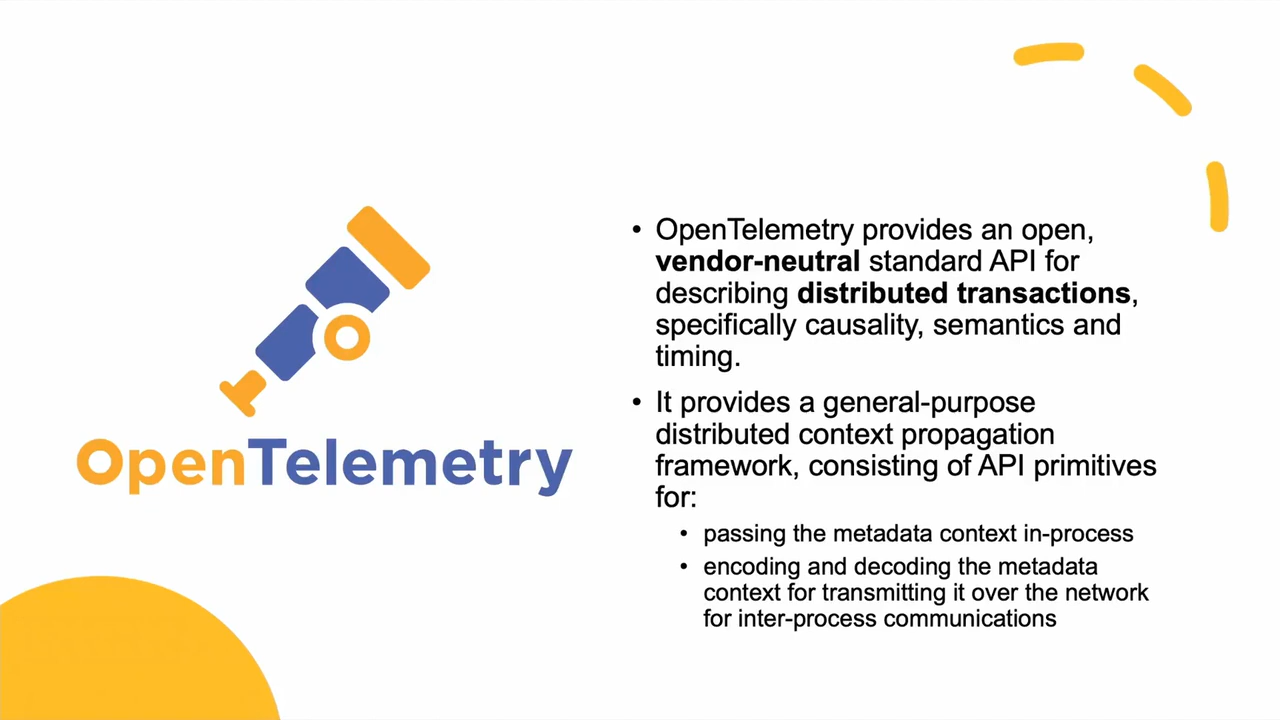 OpenTelemetry
• OpenTelemetry provides an open,
vendor-neutral standard API for
describing distributed transactions,
specifically causality, semantics and
timing.
• It provides a general-purpose
distributed context propagation
framework, consisting of API primitives
for:
• passing the metadata context in-process
• encoding and decoding the metadata
context for transmitting it over the network
for inter-process communications